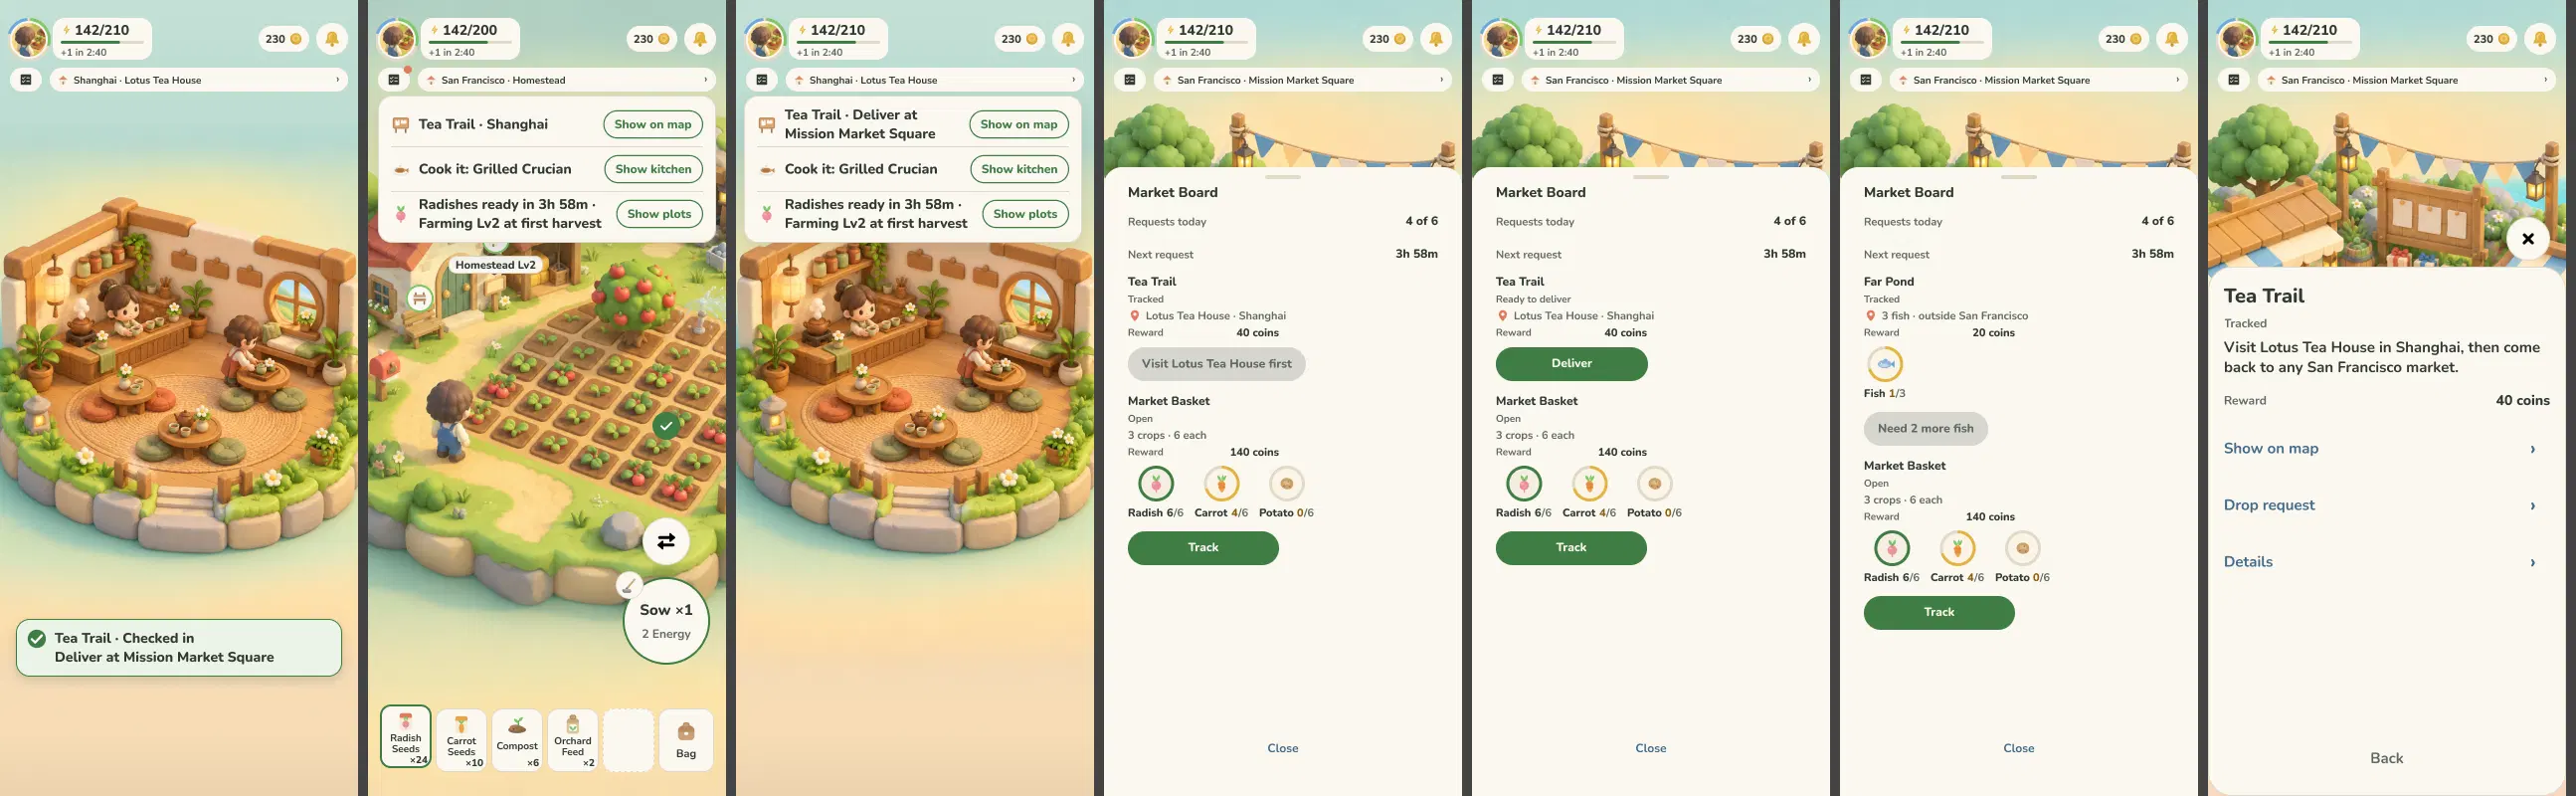 142/210
+1 in 2:40
230
Shanghai · Lotus Tea House
Tea Trail · Checked in
Deliver at Mission Market Square
142/200
+1 in 2:40
230
San Francisco · Homestead
Tea Trail · Shanghai
Show on map
Cook it: Grilled Crucian
Show kitchen
Radishes ready in 3h 58m ·
Farming Lv2 at first harvest
Show plots
Homestead Lv2
Sow ×1
2 Energy
Radish
Seeds
×24
Carrot
Seeds
×10
Compost
×6
Orchard
Feed
×2
Bag
142/210
+1 in 2:40
230
Shanghai · Lotus Tea House
Tea Trail · Deliver at
Mission Market Square
Show on map
Cook it: Grilled Crucian
Show kitchen
Radishes ready in 3h 58m ·
Farming Lv2 at first harvest
Show plots
142/210
+1 in 2:40
230
San Francisco · Mission Market Square
Market Board
Requests today 4 of 6
Next request 3h 58m
Tea Trail
Tracked
Lotus Tea House · Shanghai
Reward 40 coins
Visit Lotus Tea House first
Market Basket
Open
3 crops · 6 each
Reward 140 coins
Radish 6/6 Carrot 4/6 Potato 0/6
Track
Close
142/210
+1 in 2:40
230
San Francisco · Mission Market Square
Market Board
Requests today 4 of 6
Next request 3h 58m
Tea Trail
Ready to deliver
Lotus Tea House · Shanghai
Reward 40 coins
Deliver
Market Basket
Open
3 crops · 6 each
Reward 140 coins
Radish 6/6 Carrot 4/6 Potato 0/6
Track
Close
142/210
+1 in 2:40
230
San Francisco · Mission Market Square
Market Board
Requests today 4 of 6
Next request 3h 58m
Far Pond
Tracked
3 fish · outside San Francisco
Reward 20 coins
Fish 1/3
Need 2 more fish
Market Basket
Open
3 crops · 6 each
Reward 140 coins
Radish 6/6 Carrot 4/6 Potato 0/6
Track
Close
142/210
+1 in 2:40
230
San Francisco · Mission Market Square
Tea Trail
Tracked
Visit Lotus Tea House in Shanghai, then come
back to any San Francisco market.
Reward 40 coins
Show on map
Drop request
Details
Back